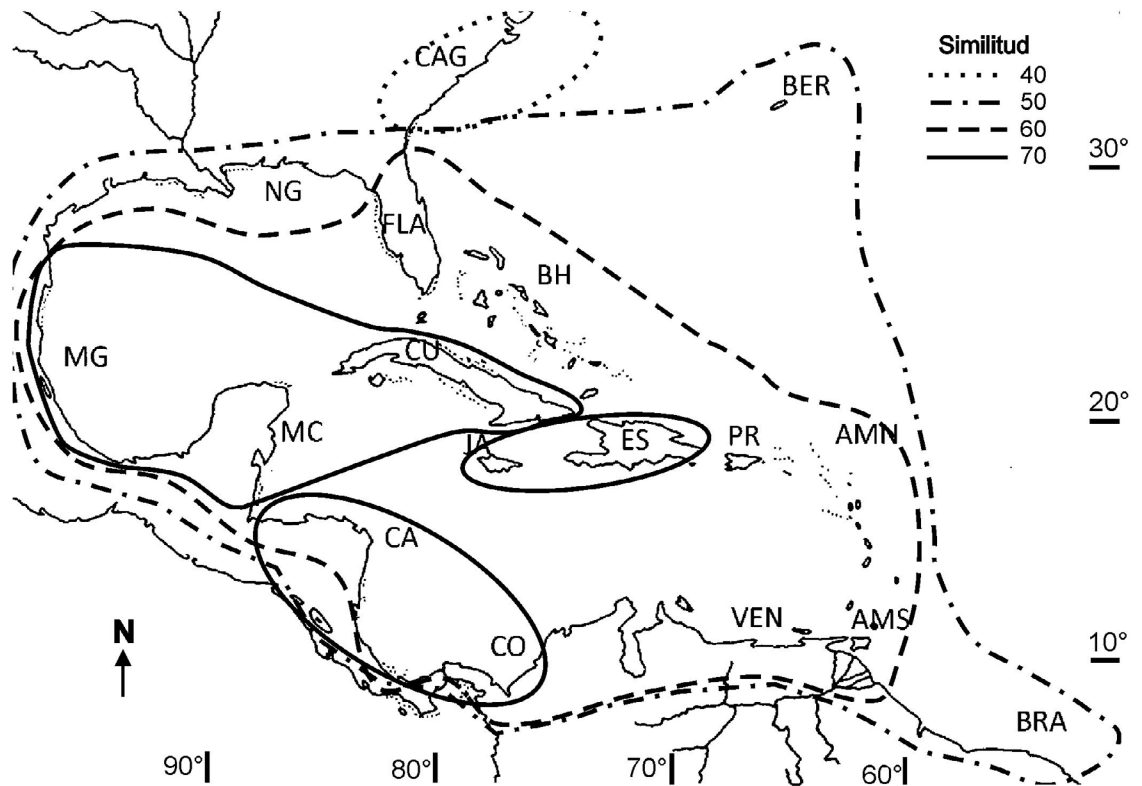 CAG
Similitud
40
50
60
70
BER
30°
NG
FLA
BH
MG
CU
20°
MC
JA
ES
PR
AMN
CA
N
VEN
AMS
CO
10°
BRA
90°
80°
70°
60°